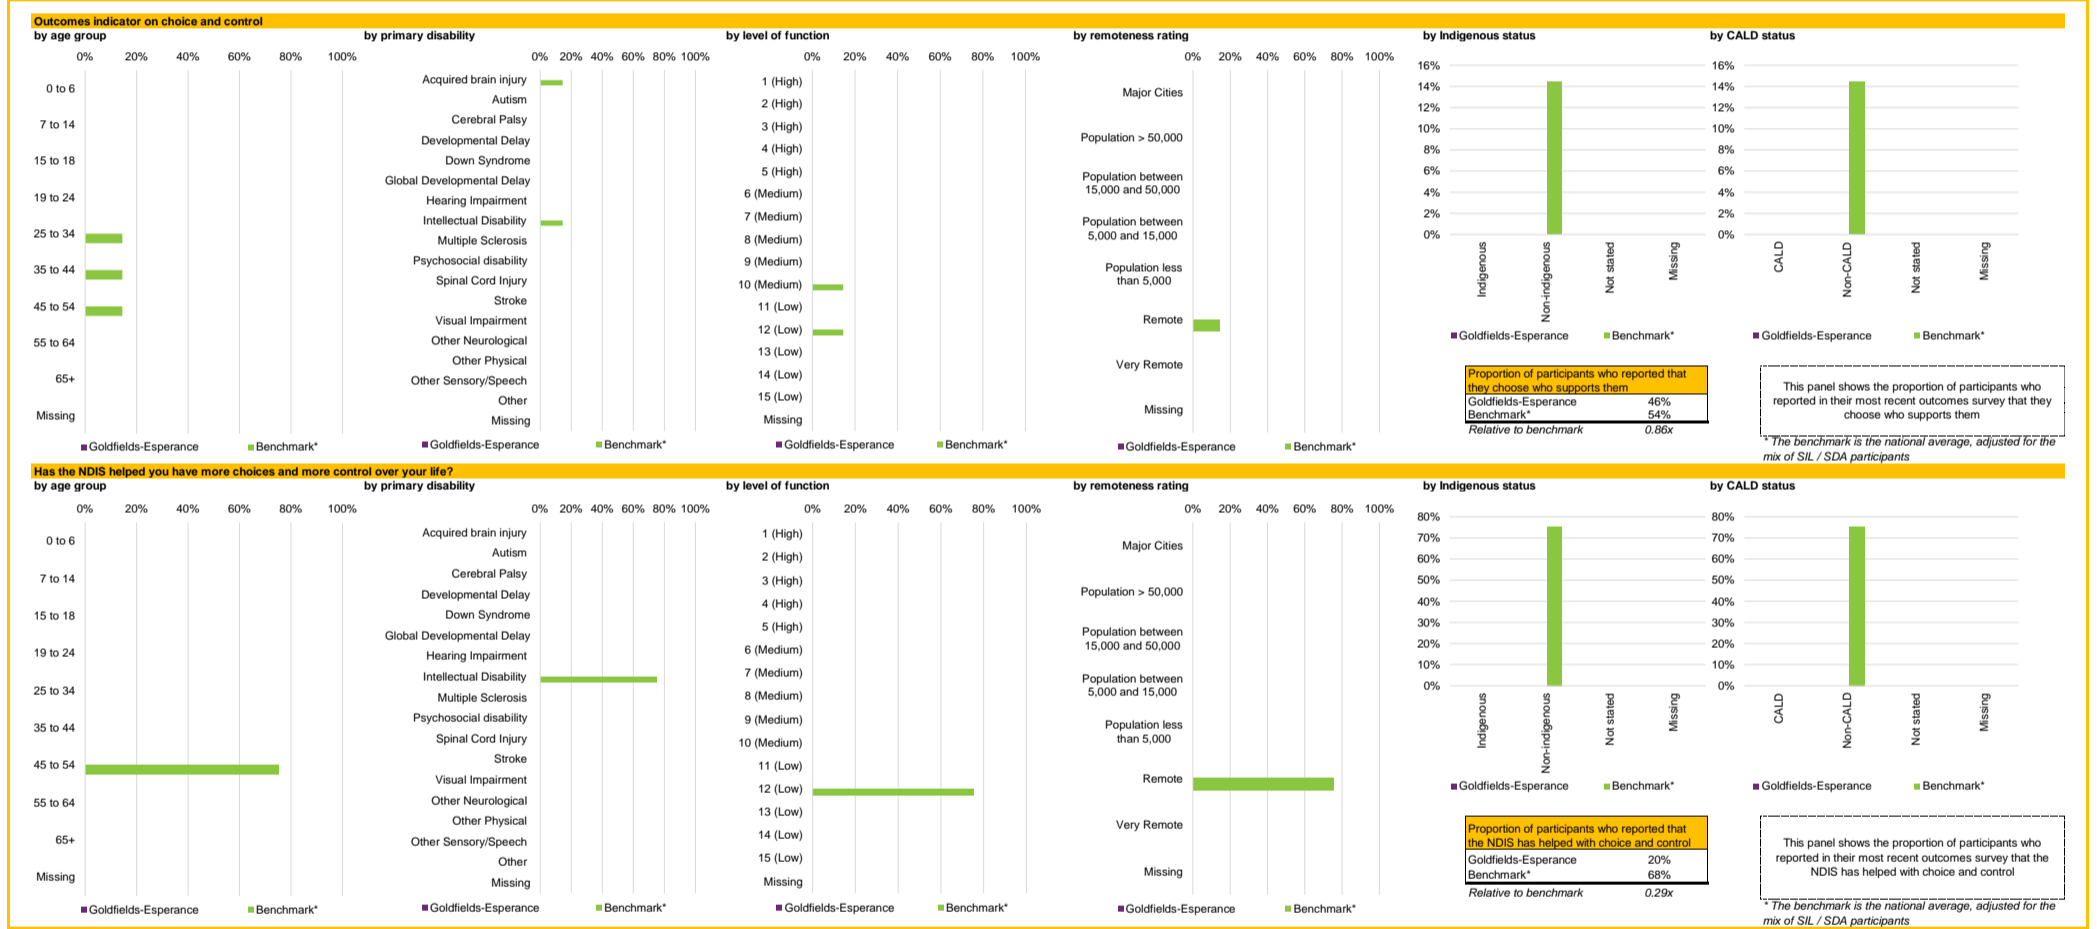 Outcomes indicator on choice and control
by age group
0% 20% 40% 60% 80% 100%
0 to 6
7 to 14
15 to 18
19 to 24
25 to 34
35 to 44
45 to 54
55 to 64
65+
Missing
Goldfields-Esperance Benchmark*
by primary disability
0% 20% 40% 60% 80% 100%
Acquired brain injury
Autism
Cerebral Palsy
Developmental Delay
Down Syndrome
Global Developmental Delay
Hearing Impairment
Intellectual Disability
Multiple Sclerosis
Psychosocial disability
Spinal Cord Injury
Stroke
Visual Impairment
Other Neurological
Other Physical
Other Sensory/Speech
Other
Missing
Goldfields-Esperance Benchmark*
by level of function
0% 20% 40% 60% 80% 100%
1 (High)
2 (High)
3 (High)
4 (High)
5 (High)
6 (Medium)
7 (Medium)
8 (Medium)
9 (Medium)
10 (Medium)
11 (Low)
12 (Low)
13 (Low)
14 (Low)
15 (Low)
Missing
Goldfields-Esperance Benchmark*
by remoteness rating
0% 20% 40% 60% 80% 100%
Major Cities
Population > 50,000
Population between
15,000 and 50,000
Population between
5,000 and 15,000
Population less
than 5,000
Remote
Very Remote
Missing
Goldfields-Esperance Benchmark*
by Indigenous status
16%
14%
12%
10%
8%
6%
4%
2%
0%
Indigenous
Non-indigenous
Not stated
Missing
Goldfields-Esperance Benchmark*
by CALD status
16%
14%
12%
10%
8%
6%
4%
2%
0%
CALD
Non-CALD
Not stated
Missing
Goldfields-Esperance Benchmark*
Proportion of participants who reported that
they choose who supports them
Goldfields-Esperance 46%
Benchmark* 54%
Relative to benchmark 0.86x
This panel shows the proportion of participants who
reported in their most recent outcomes survey that they
choose who supports them
* The benchmark is the national average, adjusted for the
mix of SIL / SDA participants
Has the NDIS helped you have more choices and more control over your life?
by age group
0% 20% 40% 60% 80% 100%
0 to 6
7 to 14
15 to 18
19 to 24
25 to 34
35 to 44
45 to 54
55 to 64
65+
Missing
Goldfields-Esperance Benchmark*
by primary disability
0% 20% 40% 60% 80% 100%
Acquired brain injury
Autism
Cerebral Palsy
Developmental Delay
Down Syndrome
Global Developmental Delay
Hearing Impairment
Intellectual Disability
Multiple Sclerosis
Psychosocial disability
Spinal Cord Injury
Stroke
Visual Impairment
Other Neurological
Other Physical
Other Sensory/Speech
Other
Missing
Goldfields-Esperance Benchmark*
by level of function
0% 20% 40% 60% 80% 100%
1 (High)
2 (High)
3 (High)
4 (High)
5 (High)
6 (Medium)
7 (Medium)
8 (Medium)
9 (Medium)
10 (Medium)
11 (Low)
12 (Low)
13 (Low)
14 (Low)
15 (Low)
Missing
Goldfields-Esperance Benchmark*
by remoteness rating
0% 20% 40% 60% 80% 100%
Major Cities
Population > 50,000
Population between
15,000 and 50,000
Population between
5,000 and 15,000
Population less
than 5,000
Remote
Very Remote
Missing
Goldfields-Esperance Benchmark*
by Indigenous status
80%
70%
60%
50%
40%
30%
20%
10%
0%
Indigenous
Non-indigenous
Not stated
Missing
Goldfields-Esperance Benchmark*
by CALD status
80%
70%
60%
50%
40%
30%
20%
10%
0%
CALD
Non-CALD
Not stated
Missing
Goldfields-Esperance Benchmark*
Proportion of participants who reported that
the NDIS has helped with choice and control
Goldfields-Esperance 20%
Benchmark* 68%
Relative to benchmark 0.29x
This panel shows the proportion of participants who
reported in their most recent outcomes survey that the
NDIS has helped with choice and control
* The benchmark is the national average, adjusted for the
mix of SIL / SDA participants